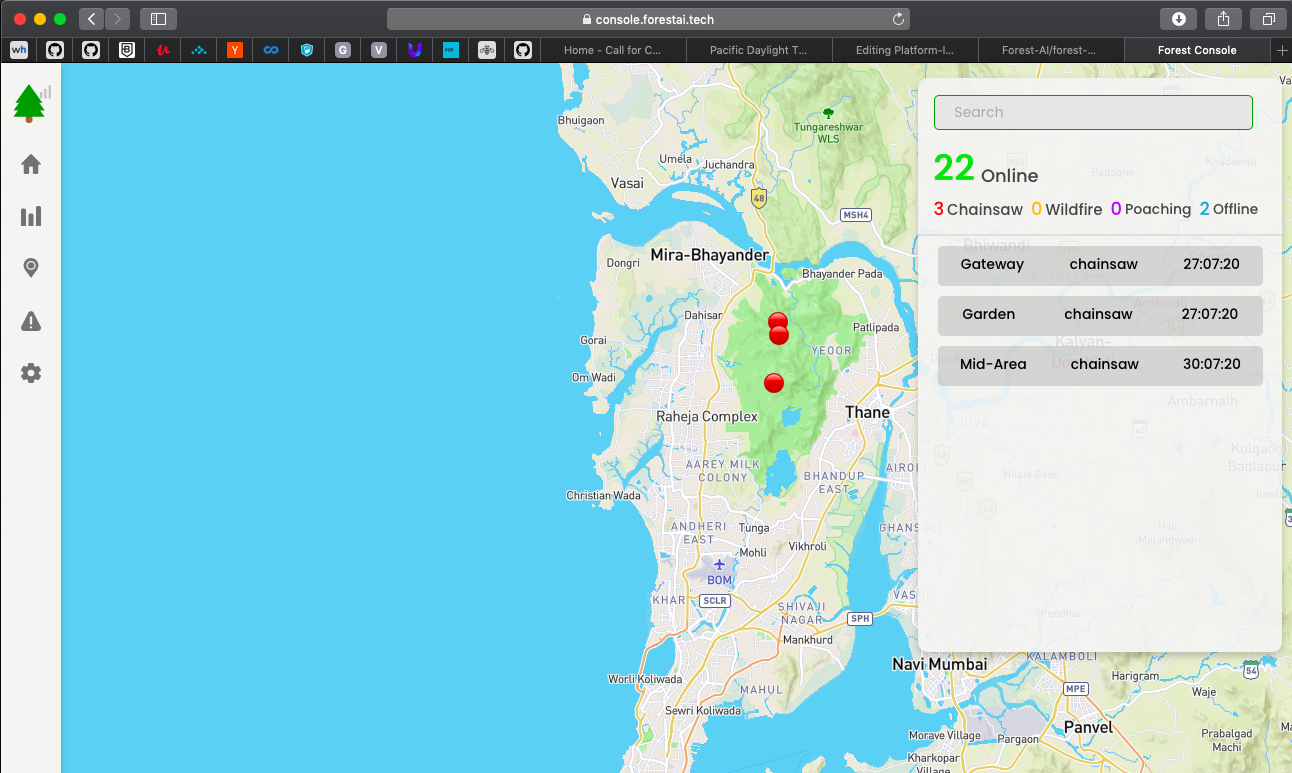 console.forestai.tech
wh
Y
G
V
Home - Call for C...
Pacific Daylight T...
Editing Platform-I...
Forest-AI/forest-...
Forest Console
Search
22 Online
3 Chainsaw 0 Wildfire 0 Poaching 2 Offline
Gateway chainsaw 27:07:20
Garden chainsaw 27:07:20
Mid-Area chainsaw 30:07:20
Bhuigaon
Tungareshwar
WLS
Umela
Juchandra
Vasai
48
MSH4
Mira-Bhayander
Dongri
Bhayander Pada
Dahisar
Patlipada
Gorai
YEOOR
Om Wadi
Raheja Complex
Thane
AAREY MILK
COLONY
BHANDUP
EAST
AIROL
Christian Wada
ANDHERI
EAST
Tunga
GHANSOLI
Mohli
Vikhroli
BOM
KHAR
SCLR
SHIVAJI
NAGAR
VAS
SPH
Mankhurd
Navi Mumbai
KALAMBOLI
Worli Koliwada
MAHUL
Harigram
54
MPE
Waje
Sewri Koliwada
Panvel
Morave Village
Pargaon
Prabalgad
Machi
Kharkopar
Village
Padaghe
Khadawali
Bhiwandi
Kalyan-
Ambarnath
DIVA
Nilaje Gaon
Kulgaon
Badlapur
Juvel
Haji
Malangwadi
Pendhar